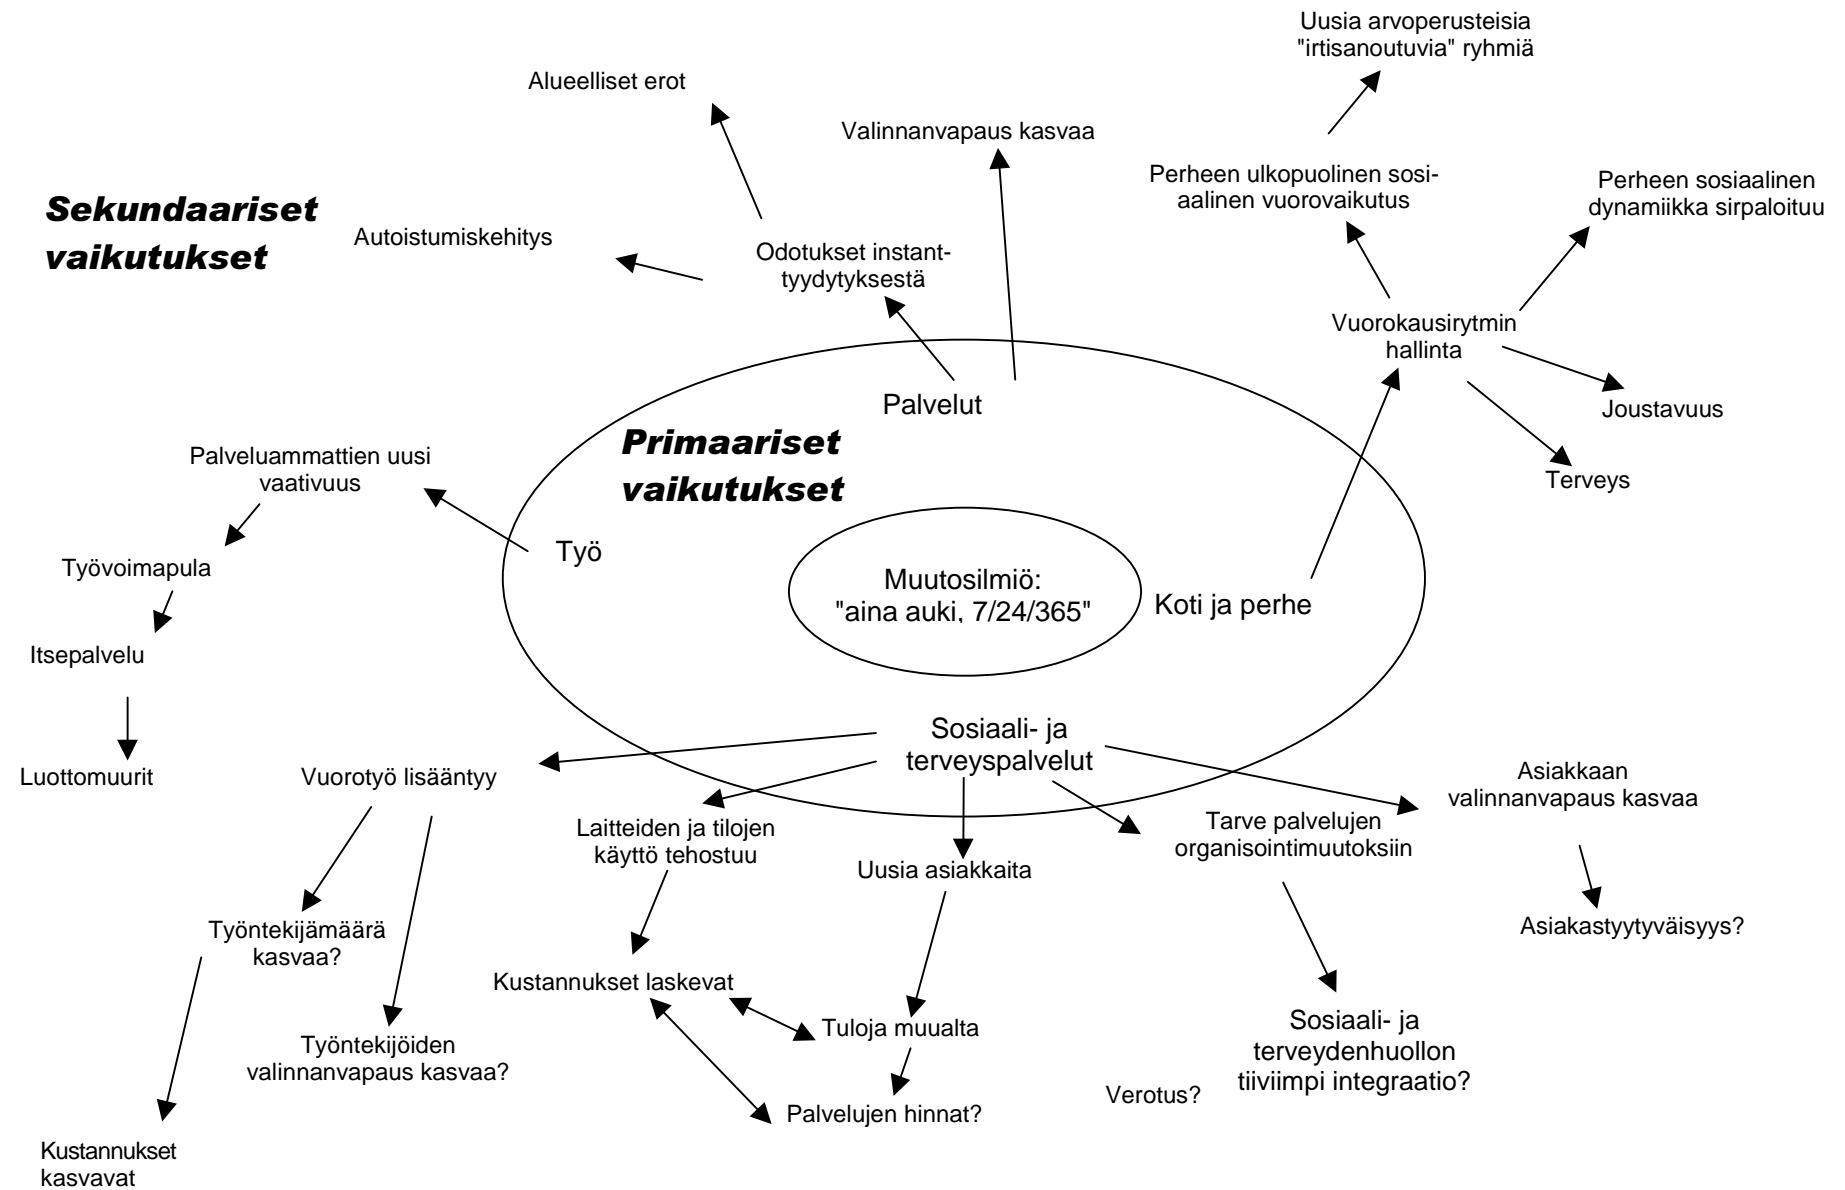 Uusia arvoperusteisia
"irtisanoutuvia" ryhmiä
Alueelliset erot
Valinnanvapaus kasvaa
Perheen ulkopuolinen sosi-
aalinen vuorovaikutus
Perheen sosiaalinen
dynamiikka sirpaloituu
Sekundaariset
vaikutukset
Autoistumiskehitys
Odotukset instant-
tyydytyksestä
Vuorokausirytmin
hallinta
Palvelut
Joustavuus
Primaariset
vaikutukset
Palveluammattien uusi
vaativuus
Terveys
Työ
Työvoimapula
Muutosilmiö:
"aina auki, 7/24/365"
Koti ja perhe
Itsepalvelu
Sosiaali- ja
terveyspalvelut
Luottomuurit
Vuorotyö lisääntyy
Asiakkaan
valinnanvapaus kasvaa
Laitteiden ja tilojen
käyttö tehostuu
Tarve palvelujen
organisointimuutoksiin
Uusia asiakkaita
Työntekijämäärä
kasvaa?
Asiakastyytyväisyys?
Kustannukset laskevat
Tuloja muualta
Sosiaali- ja
terveydenhuollon
tiiviimpi integraatio?
Työntekijöiden
valinnanvapaus kasvaa?
Verotus?
Palvelujen hinnat?
Kustannukset
kasvavat